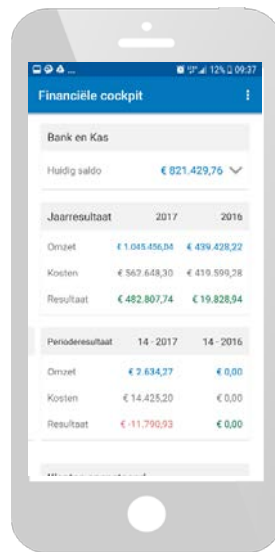 12% 09:37
Financiële cockpit
Bank en Kas
Huidig saldo € 821.429,76
Jaarresultaat 2017 2016
Omzet € 1.045.456,04 € 439.428,22
Kosten € 562.648,30 € 419.599,28
Resultaat € 482.807,74 € 19.828,94
Perioderesultaat 14 - 2017 14 - 2016
Omzet € 2.634,27 € 0,00
Kosten € 14.425,20 € 0,00
Resultaat € -11.790,93 € 0,00